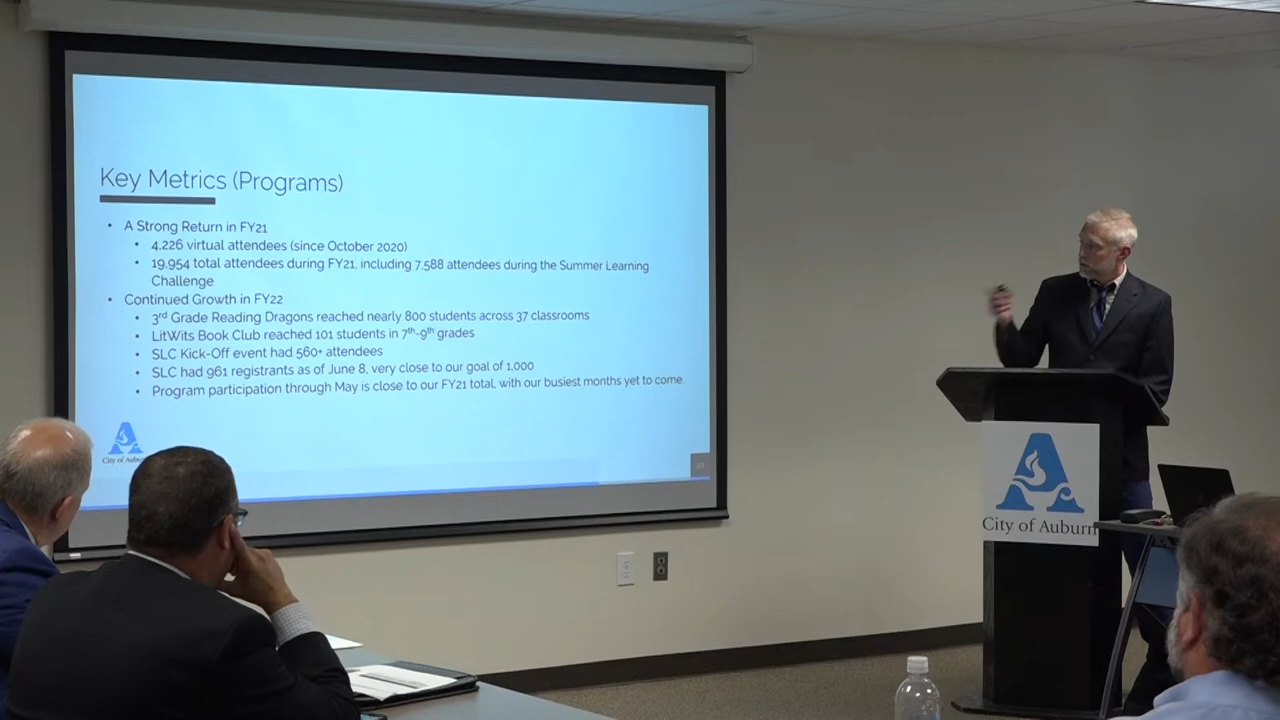 Key Metrics (Programs)
• A Strong Return in FY21
• 4,226 virtual attendees (since October 2020)
• 19,954 total attendees during FY21, including 7,588 attendees during the Summer Learning
Challenge
• Continued Growth in FY22
• 3rd Grade Reading Dragons reached nearly 800 students across 37 classrooms
• LitWits Book Club reached 101 students in 7th-9th grades
• SLC Kick-Off event had 560+ attendees
• SLC had 961 registrants as of June 8, very close to our goal of 1,000
• Program participation through May is close to our FY21 total, with our busiest months yet to come.
City of
City of Auburn